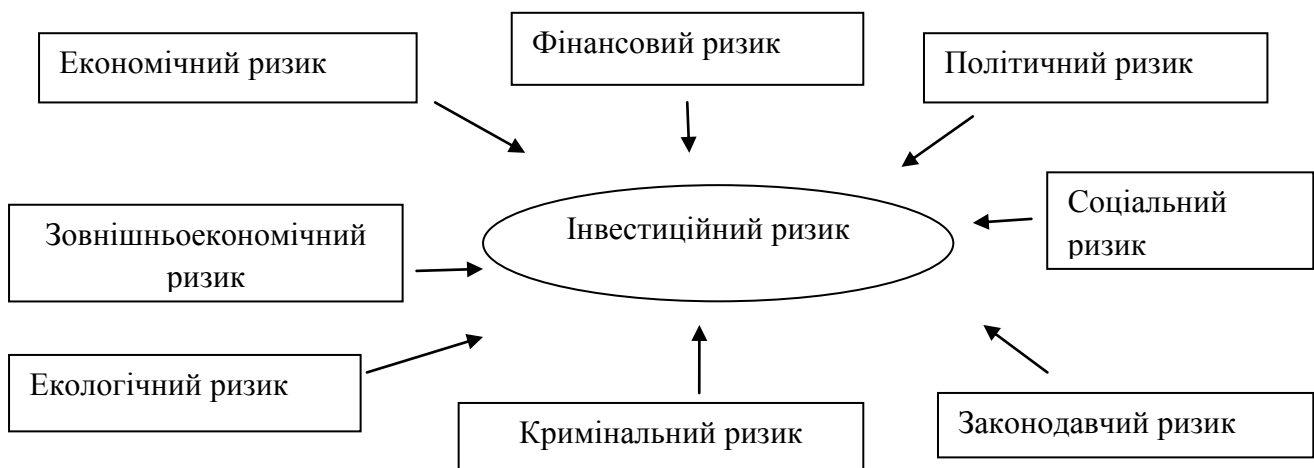 Економічний ризик
Фінансовий ризик
Політичний ризик
Зовнішньоекономічний
ризик
Інвестиційний ризик
Соціальний
ризик
Екологічний ризик
Кримінальний ризик
Законодавчий ризик